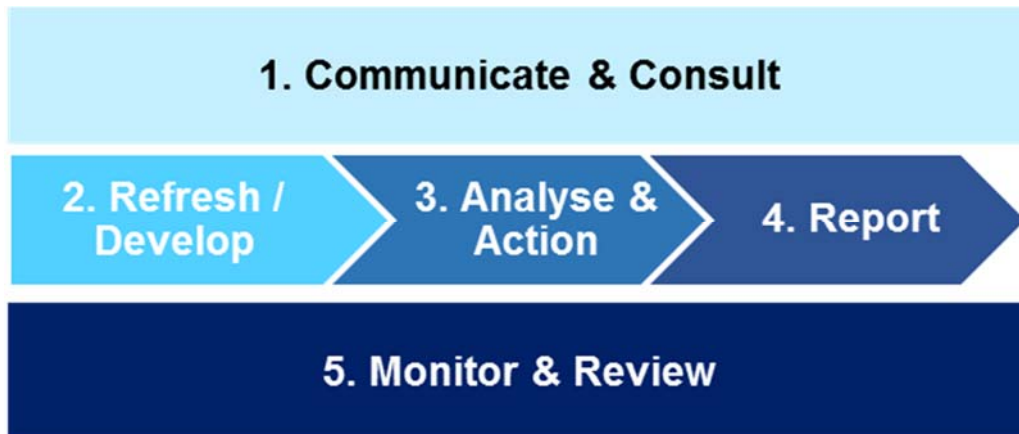 1. Communicate & Consult
2. Refresh /
Develop
3. Analyse &
Action
4. Report
5. Monitor & Review